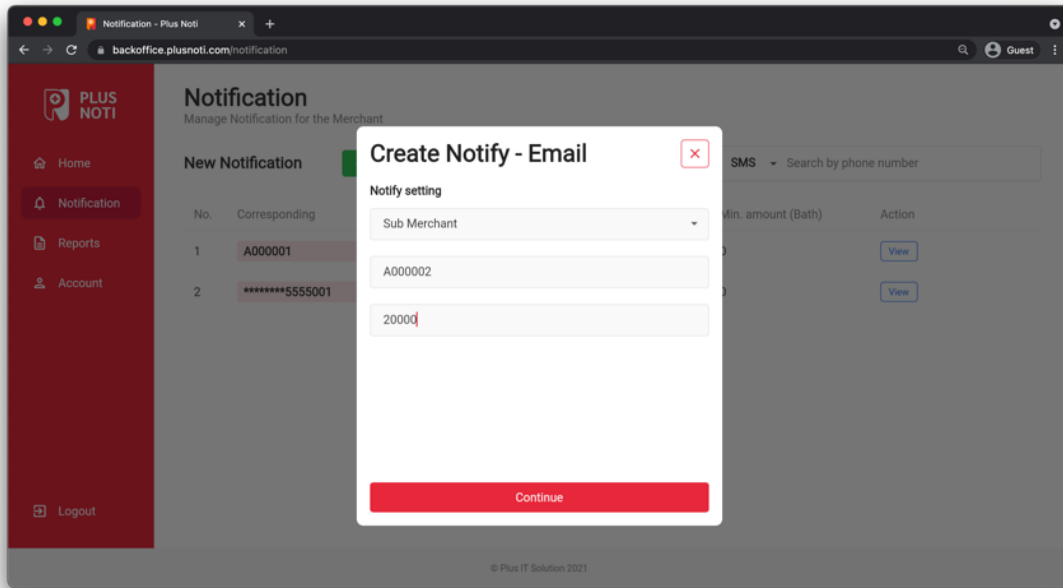 Notification - Plus Noti
backoffice.plusnoti.com/notification
Guest
PLUS
NOTI
Home
Notification
Reports
Account
Logout
Notification
Manage Notification for the Merchant
New Notification
SMS
Search by phone number
No.
Corresponding
Min. amount (Bath)
Action
1
A000001
View
2
********5555001
View
Create Notify - Email
Notify setting
Sub Merchant
A000002
20000
Continue
© Plus IT Solution 2021